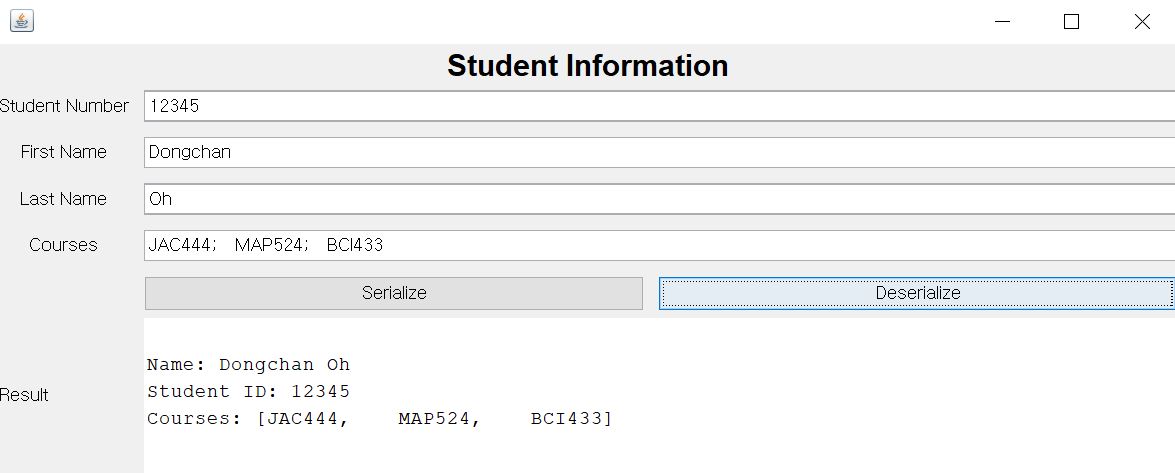 Student Information
Student Number 12345
First Name Dongchan
Last Name Oh
Courses JAC444;   MAP524;   BCI433
Serialize Deserialize
Result
Name: Dongchan Oh
Student ID: 12345
Courses: [JAC444,    MAP524,    BCI433]